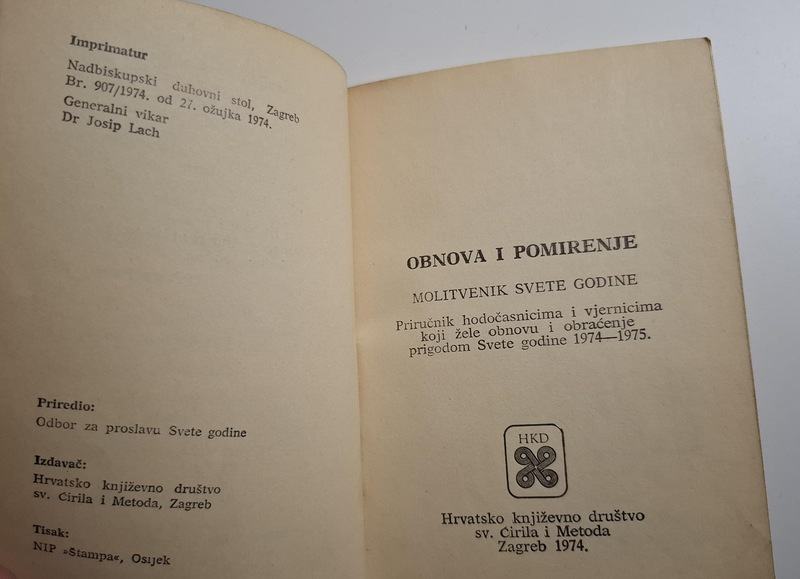 Imprimatur
Nadbiskupski duhovni stol, Zagreb
Br. 907/1974. od 27. ožujka 1974.
Generalni vikar
Dr Josip Lach
Priredio:
Odbor za proslavu Svete godine
Izdavač:
Hrvatsko književno društvo
sv. Ćirila i Metoda, Zagreb
Tisak:
NIP »Štampa«, Osijek
OBNOVA I POMIRENJE
MOLITVENIK SVETE GODINE
Priručnik hodočasnicima i vjernicima
koji žele obnovu i obraćenje
prigodom Svete godine 1974—1975.
HKD
Hrvatsko književno društvo
sv. Ćirila i Metoda
Zagreb 1974.